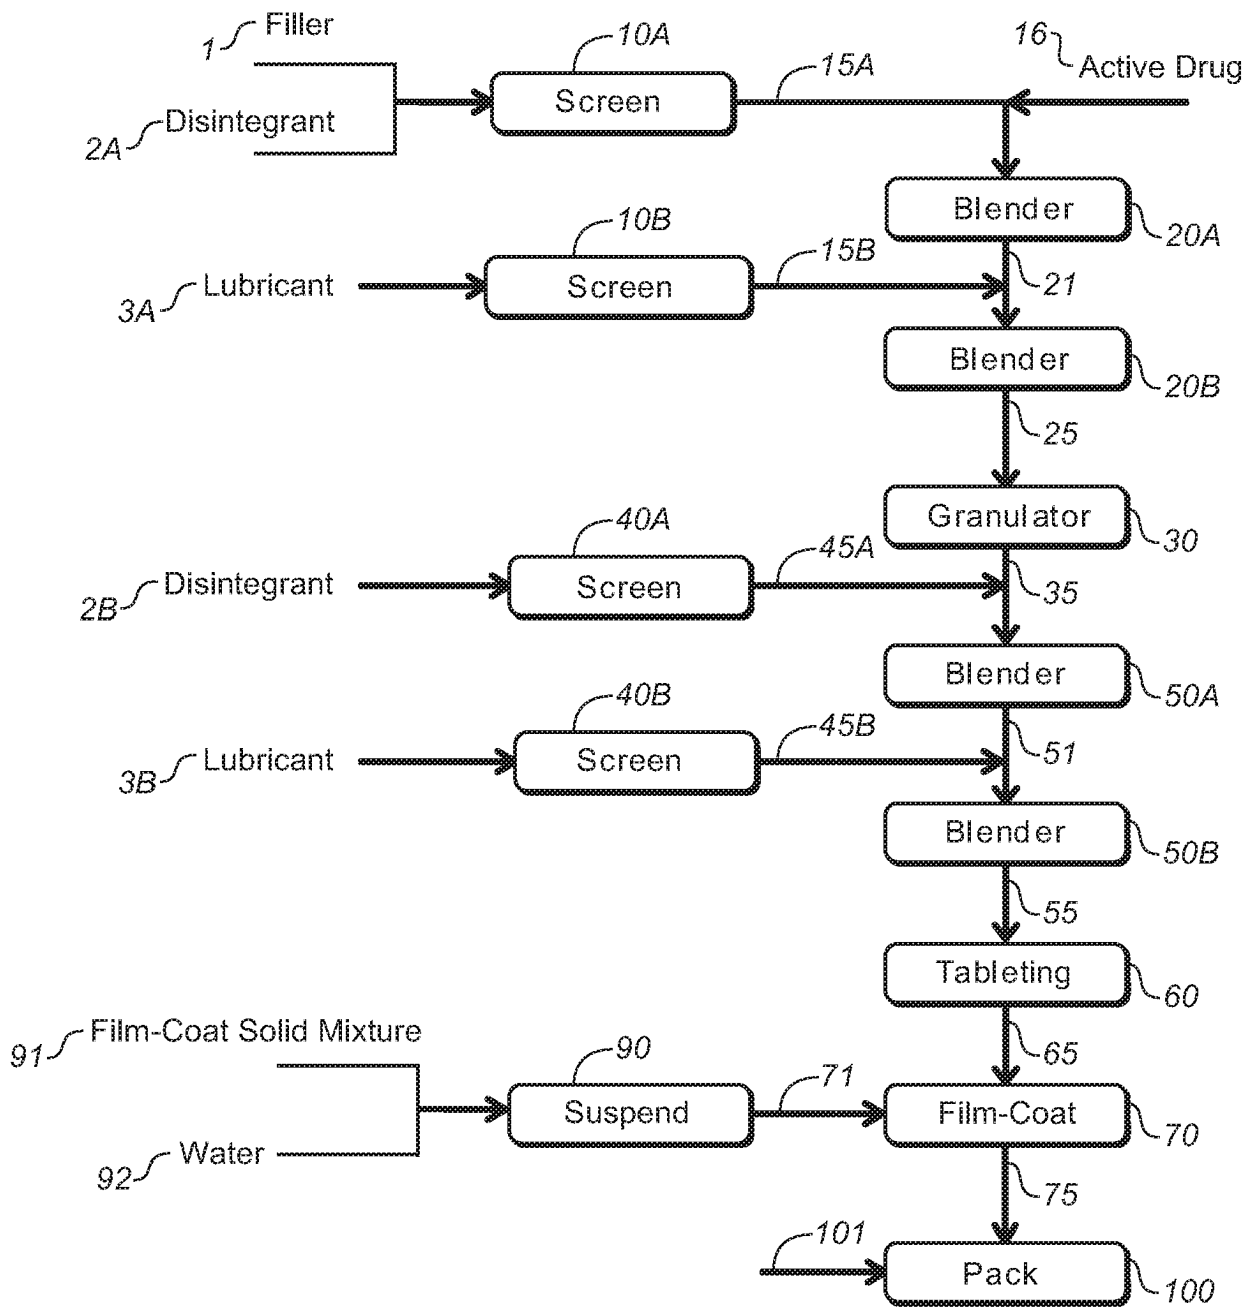 Filler
1
10A
15A
16
Active Drug
Screen
Disintegrant
2A
Blender
20A
10B
15B
21
Lubricant
3A
Screen
Blender
20B
25
Granulator
30
40A
45A
35
Disintegrant
2B
Screen
Blender
50A
40B
45B
51
Lubricant
3B
Screen
Blender
50B
55
Tableting
60
Film-Coat Solid Mixture
91
90
71
65
Suspend
Film-Coat
70
Water
92
75
101
Pack
100